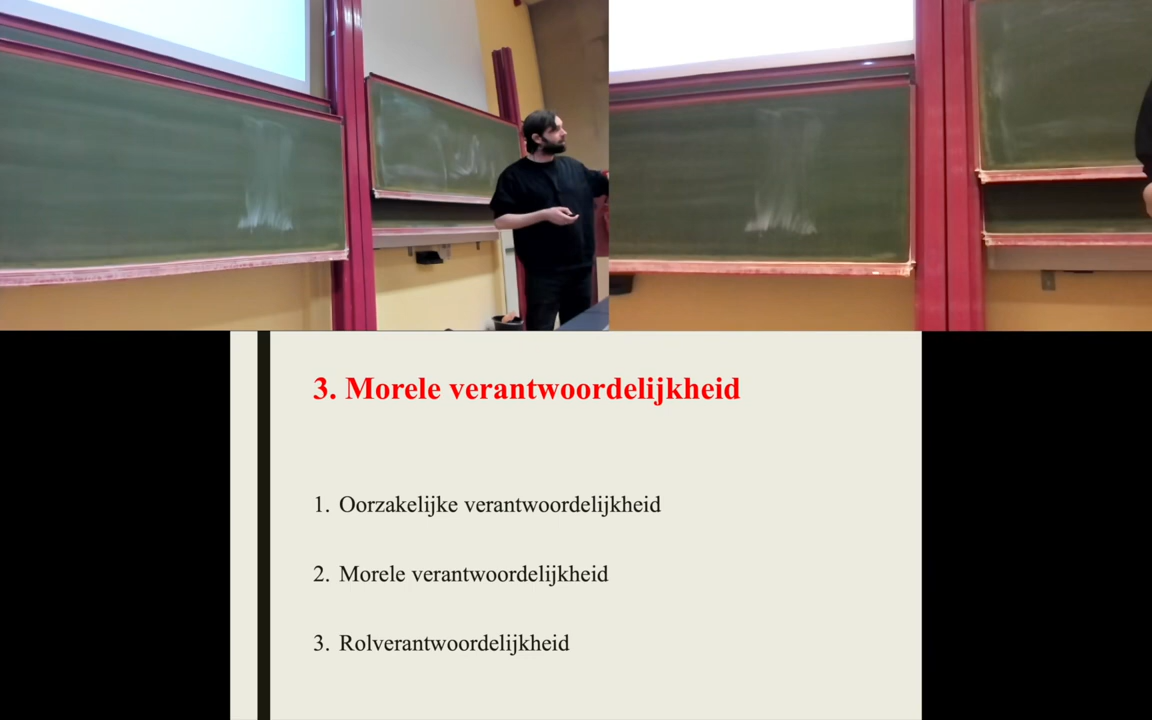 3. Morele verantwoordelijkheid
1. Oorzakelijke verantwoordelijkheid
2. Morele verantwoordelijkheid
3. Rolverantwoordelijkheid